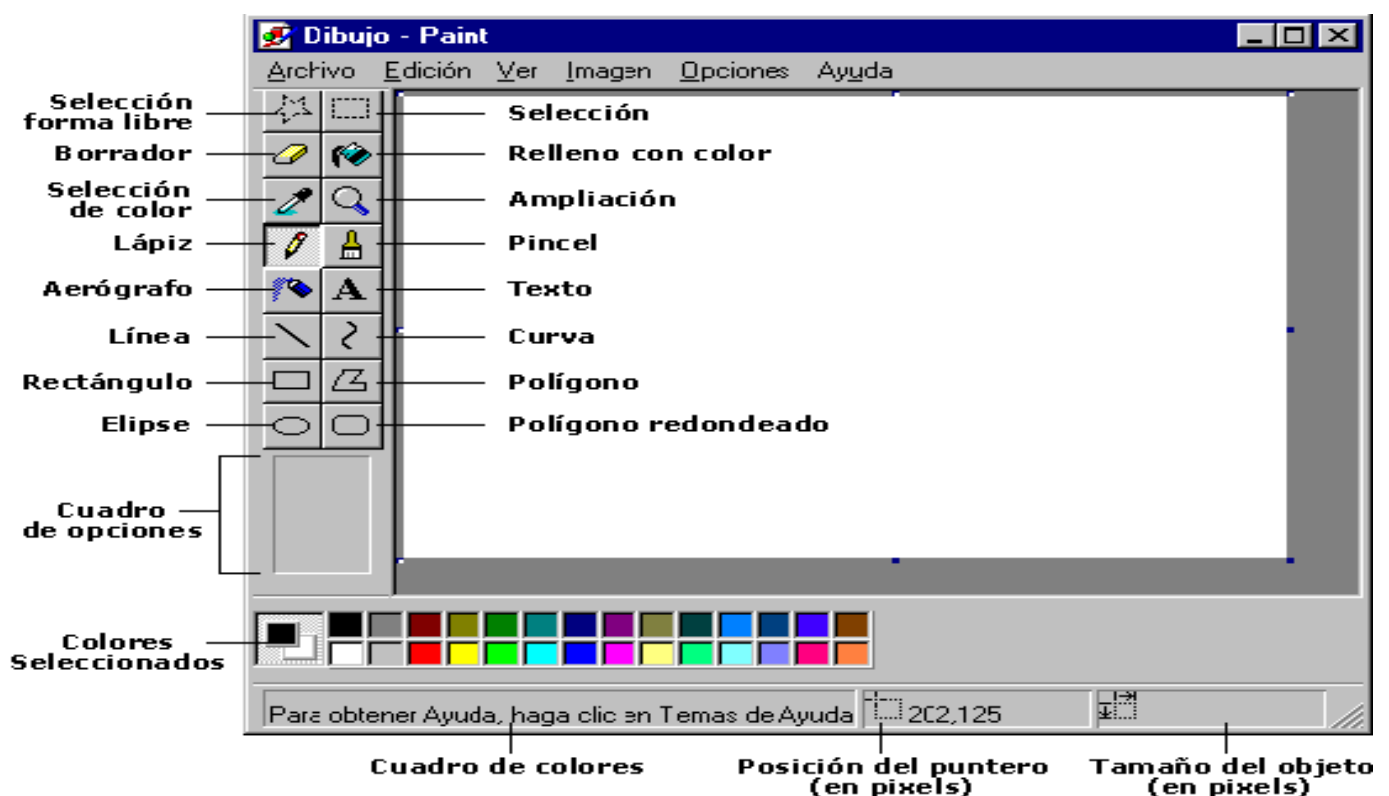 Dibujo - Paint
Archivo Edición Ver Imagen Opciones Ayuda
Selección
forma libre
Selección
Borrador
Relleno con color
Selección
de color
Ampliación
Lápiz
Pincel
Aerógrafo
A
Texto
Línea
Curva
Rectángulo
Polígono
Elipse
Polígono redondeado
Cuadro
de opciones
Colores
Seleccionados
Para obtener Ayuda, haga clic en Temas de Ayuda
202,125
Cuadro de colores
Posición del puntero
(en pixels)
Tamaño del objeto
(en pixels)